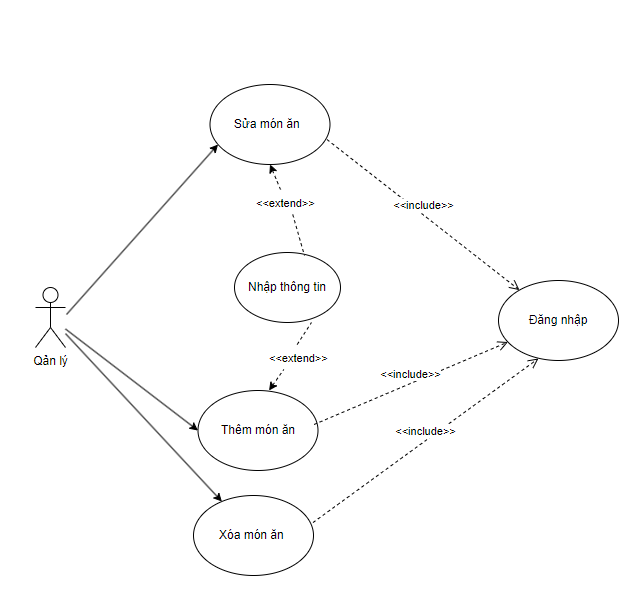 Sửa món ăn
<<extend>>
<<include>>
Nhập thông tin
Đăng nhập
Qản lý
<<extend>>
<<include>>
Thêm món ăn
<<include>>
Xóa món ăn